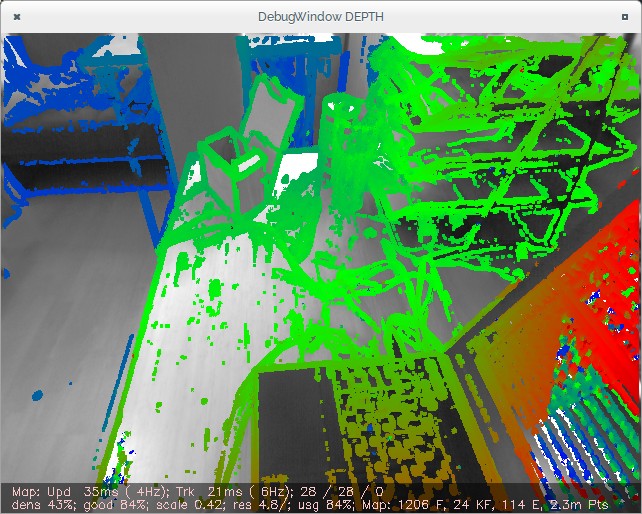 DebugWindow DEPTH
Map: Upd 35ms ( 4Hz); Trk 21ms ( 6Hz); 28 / 28 / 0
dens 43%; good 84%; scale 0.42; res 4.8/; usg 84%; Map: 1206 F, 24 KF, 114 E, 2.3m Pts